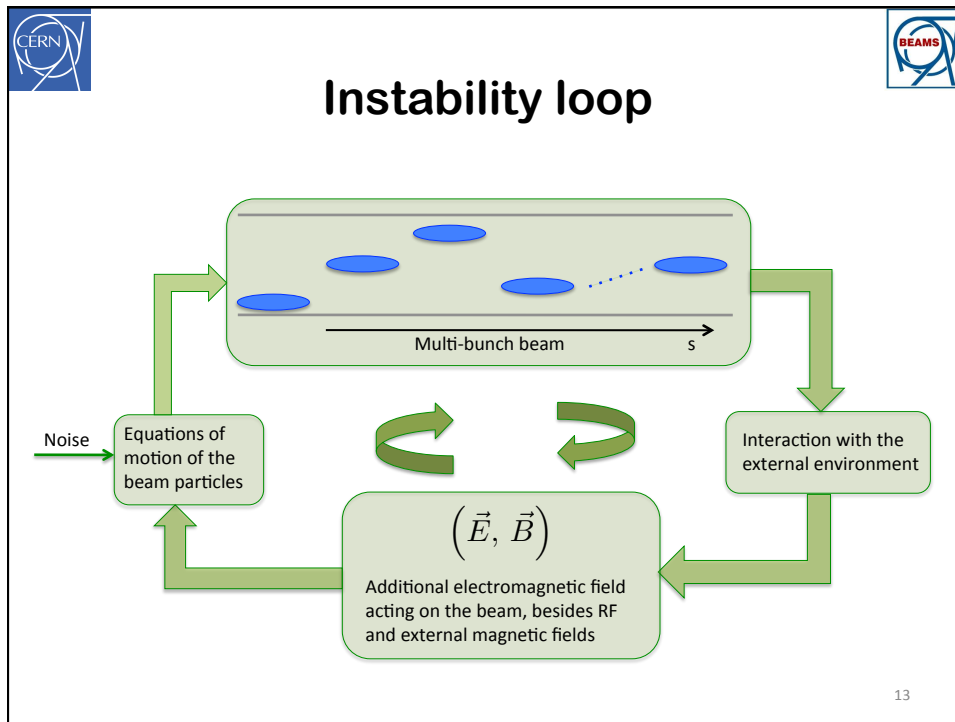 CERN
BEAMS
Instability loop
Multi-bunch beam s
Noise
Equations of
motion of the
beam particles
Interaction with the
external environment
(E⃗, B⃗)
Additional electromagnetic field
acting on the beam, besides RF
and external magnetic fields
13